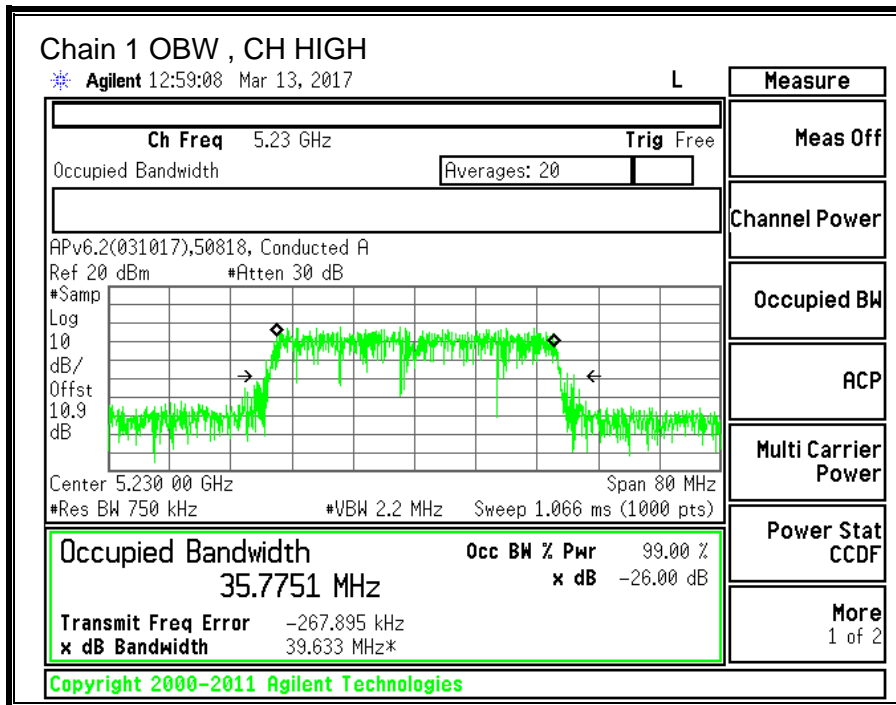 Chain 1 OBW , CH HIGH
Agilent 12:59:08 Mar 13, 2017 L
Measure
Ch Freq 5.23 GHz Trig Free
Meas Off
Occupied Bandwidth Averages: 20
Channel Power
APv6.2(031017),50818, Conducted A
Ref 20 dBm #Atten 30 dB
#Samp
Log
10
dB/
Offst
10.9
dB
Occupied BW
ACP
Multi Carrier
Power
Center 5.230 00 GHz Span 80 MHz
#Res BW 750 kHz #VBW 2.2 MHz Sweep 1.066 ms (1000 pts)
Power Stat
CCDF
Occupied Bandwidth Occ BW % Pwr 99.00 %
35.7751 MHz x dB -26.00 dB
Transmit Freq Error -267.895 kHz
x dB Bandwidth 39.633 MHz*
More
1 of 2
Copyright 2000-2011 Agilent Technologies